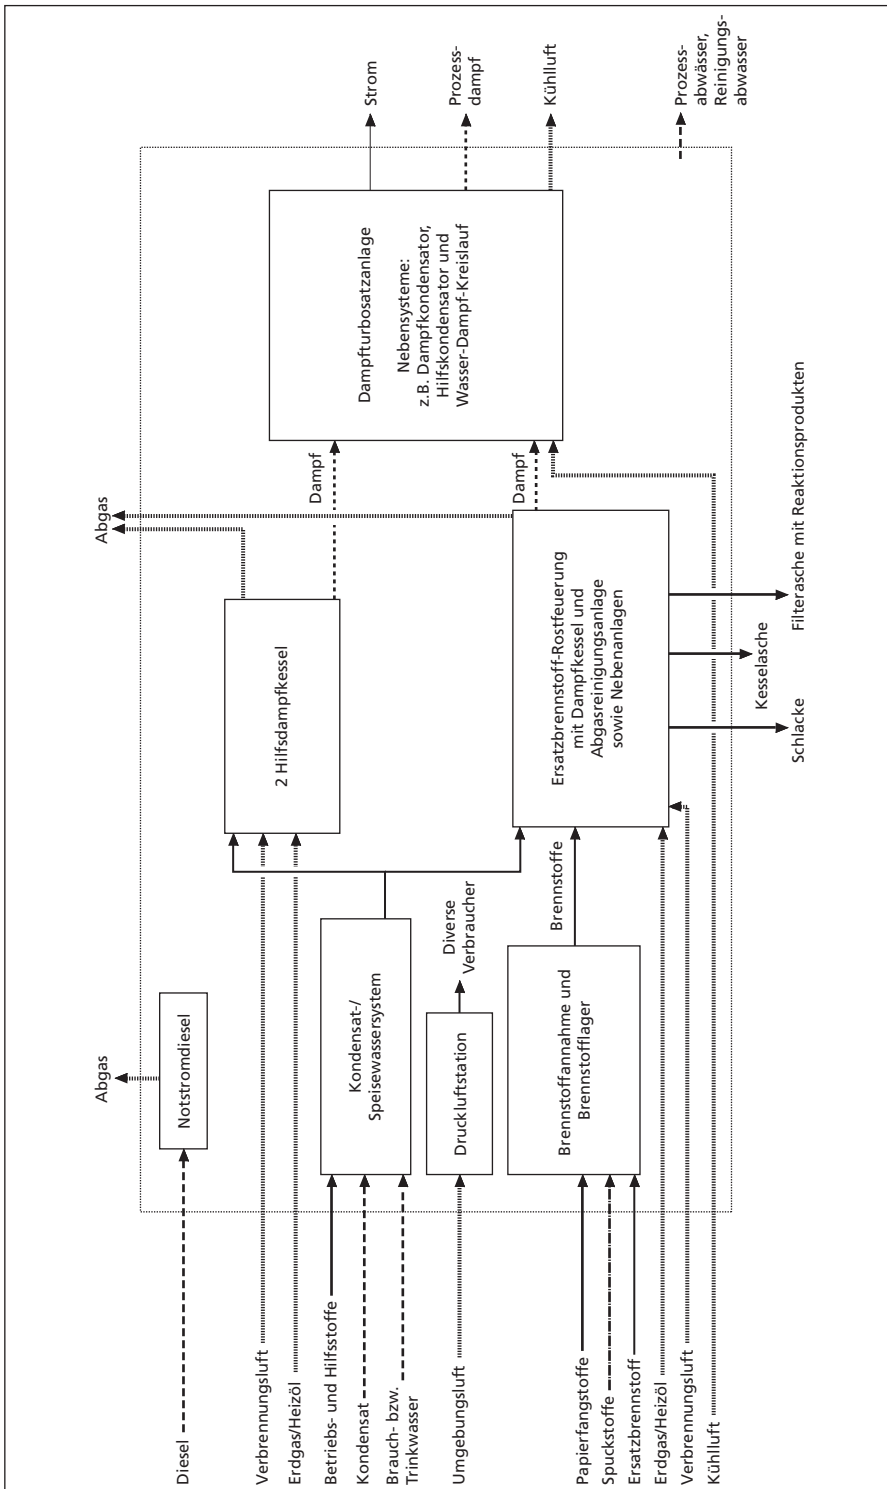 Diesel
Verbrennungsluft
Erdgas/Heizöl
Betriebs- und Hilfsstoffe
Kondensat
Brauch- bzw.
Trinkwasser
Umgebungsluft
Papierfangstoffe
Spuckstoffe
Ersatzbrennstoff
Erdgas/Heizöl
Verbrennungsluft
Kühlluft
Abgas
Notstromdiesel
Kondensat-/
Speisewassersystem
Druckluftstation
Diverse
Verbraucher
Brennstoffannahme und
Brennstofflager
Brennstoffe
2 Hilfsdampfkessel
Abgas
Dampf
Ersatzbrennstoff-Rostfeuerung
mit Dampfkessel und
Abgasreinigungsanlage
sowie Nebenanlagen
Dampf
Schlacke
Kesselasche
Filterasche mit Reaktionsprodukten
Dampfturbosatzanlage
Nebensysteme:
z.B. Dampfkondensator,
Hilfskondensator und
Wasser-Dampf-Kreislauf
Strom
Prozess-
dampf
Kühlluft
Prozess-
abwässer,
Reinigungs-
abwasser